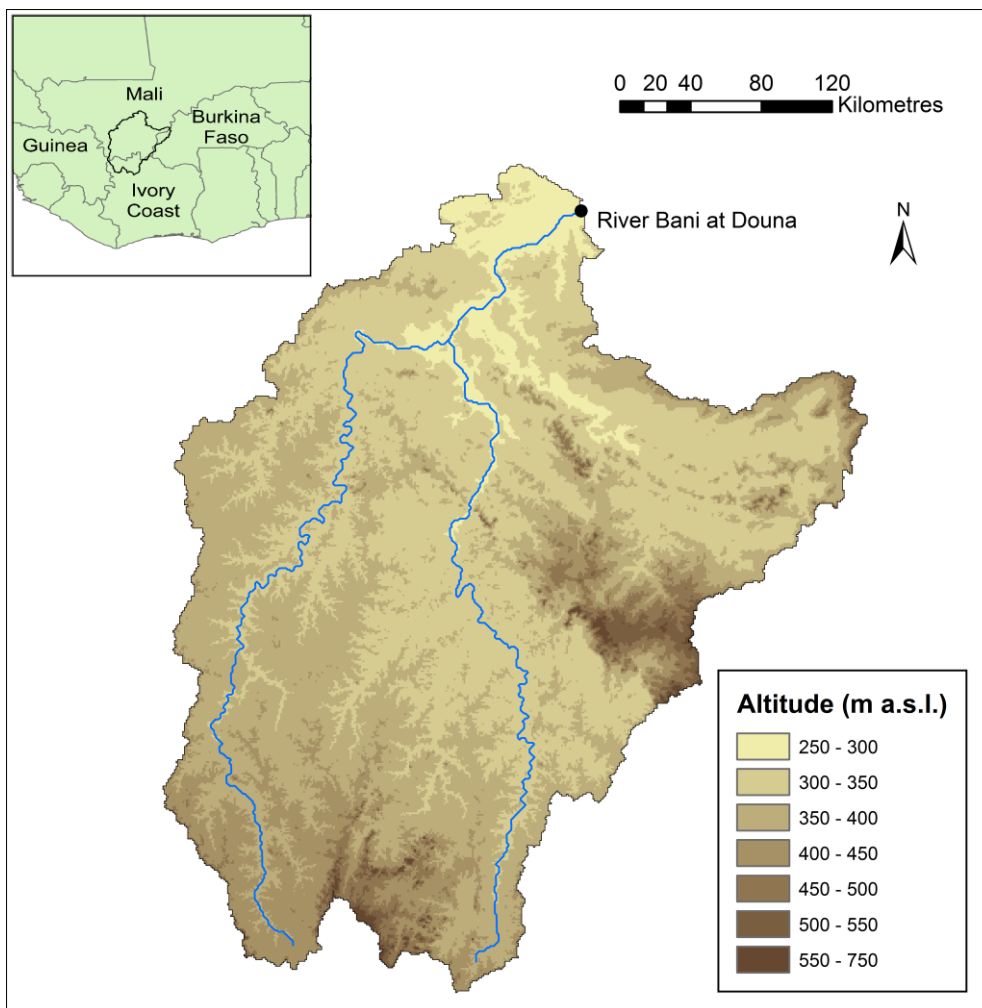 Mali
Burkina
Faso
Guinea
Ivory
Coast
0 20 40 80 120
Kilometres
River Bani at Douna
N
Altitude (m a.s.l.)
250 - 300
300 - 350
350 - 400
400 - 450
450 - 500
500 - 550
550 - 750